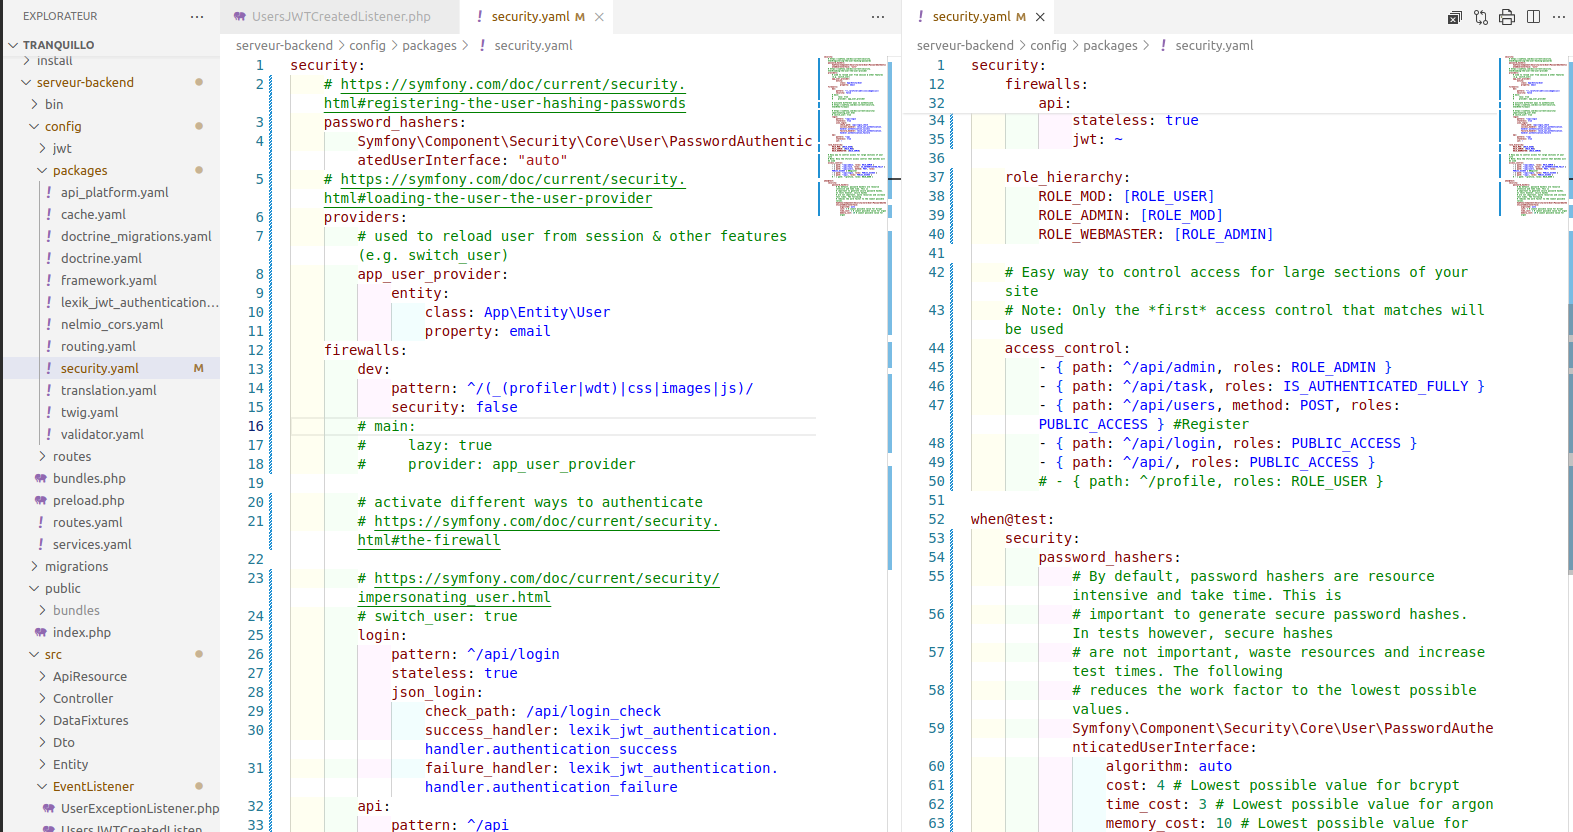 EXPLORATEUR
TRANQUILLO
install
serveur-backend
bin
config
jwt
packages
api_platform.yaml
cache.yaml
doctrine_migrations.yaml
doctrine.yaml
framework.yaml
lexik_jwt_authentication...
nelmio_cors.yaml
routing.yaml
security.yaml M
translation.yaml
twig.yaml
validator.yaml
routes
bundles.php
preload.php
routes.yaml
services.yaml
migrations
public
bundles
index.php
src
ApiResource
Controller
DataFixtures
Dto
Entity
EventListener
UserExceptionListener.php
UsersJWTCreatedListen
UsersJWTCreatedListener.php
! security.yaml M
serveur-backend > config > packages > ! security.yaml
1 security:
2 # https://symfony.com/doc/current/security.
html#registering-the-user-hashing-passwords
3 password_hashers:
4 Symfony\Component\Security\Core\User\PasswordAuthentic
atedUserInterface: "auto"
5 # https://symfony.com/doc/current/security.
html#loading-the-user-the-user-provider
6 providers:
7 # used to reload user from session & other features
(e.g. switch_user)
8 app_user_provider:
9 entity:
10 class: App\Entity\User
11 property: email
12 firewalls:
13 dev:
14 pattern: ^/(_(profiler|wdt)|css|images|js)/
15 security: false
16 # main:
17 #     lazy: true
18 #     provider: app_user_provider
19
20 # activate different ways to authenticate
21 # https://symfony.com/doc/current/security.
html#the-firewall
22
23 # https://symfony.com/doc/current/security/
impersonating_user.html
24 # switch_user: true
25 login:
26 pattern: ^/api/login
27 stateless: true
28 json_login:
29 check_path: /api/login_check
30 success_handler: lexik_jwt_authentication.
handler.authentication_success
31 failure_handler: lexik_jwt_authentication.
handler.authentication_failure
32 api:
33 pattern: ^/api
! security.yaml M
serveur-backend > config > packages > ! security.yaml
1 security:
12 firewalls:
32 api:
34 stateless: true
35 jwt: ~
36
37 role_hierarchy:
38 ROLE_MOD: [ROLE_USER]
39 ROLE_ADMIN: [ROLE_MOD]
40 ROLE_WEBMASTER: [ROLE_ADMIN]
41
42 # Easy way to control access for large sections of your
site
43 # Note: Only the *first* access control that matches will
be used
44 access_control:
45 - { path: ^/api/admin, roles: ROLE_ADMIN }
46 - { path: ^/api/task, roles: IS_AUTHENTICATED_FULLY }
47 - { path: ^/api/users, method: POST, roles:
PUBLIC_ACCESS } #Register
48 - { path: ^/api/login, roles: PUBLIC_ACCESS }
49 - { path: ^/api/, roles: PUBLIC_ACCESS }
50 # - { path: ^/profile, roles: ROLE_USER }
51
52 when@test:
53 security:
54 password_hashers:
55 # By default, password hashers are resource
intensive and take time. This is
56 # important to generate secure password hashes.
In tests however, secure hashes
57 # are not important, waste resources and increase
test times. The following
58 # reduces the work factor to the lowest possible
values.
59 Symfony\Component\Security\Core\User\PasswordAuthe
nticatedUserInterface:
60 algorithm: auto
61 cost: 4 # Lowest possible value for bcrypt
62 time_cost: 3 # Lowest possible value for argon
63 memory_cost: 10 # Lowest possible value for